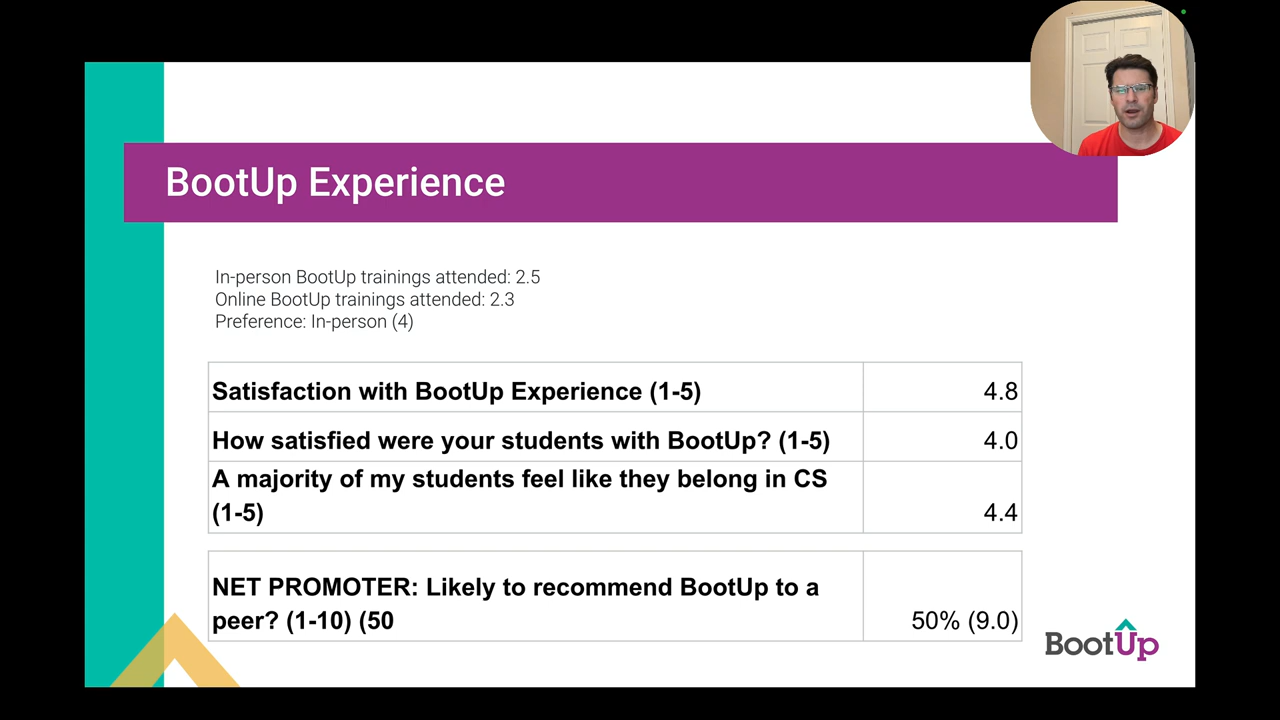 BootUp Experience
In-person BootUp trainings attended: 2.5
Online BootUp trainings attended: 2.3
Preference: In-person (4)
Satisfaction with BootUp Experience (1-5) 4.8
How satisfied were your students with BootUp? (1-5) 4.0
A majority of my students feel like they belong in CS
(1-5) 4.4
NET PROMOTER: Likely to recommend BootUp to a
peer? (1-10) (50 50% (9.0)
BootUp